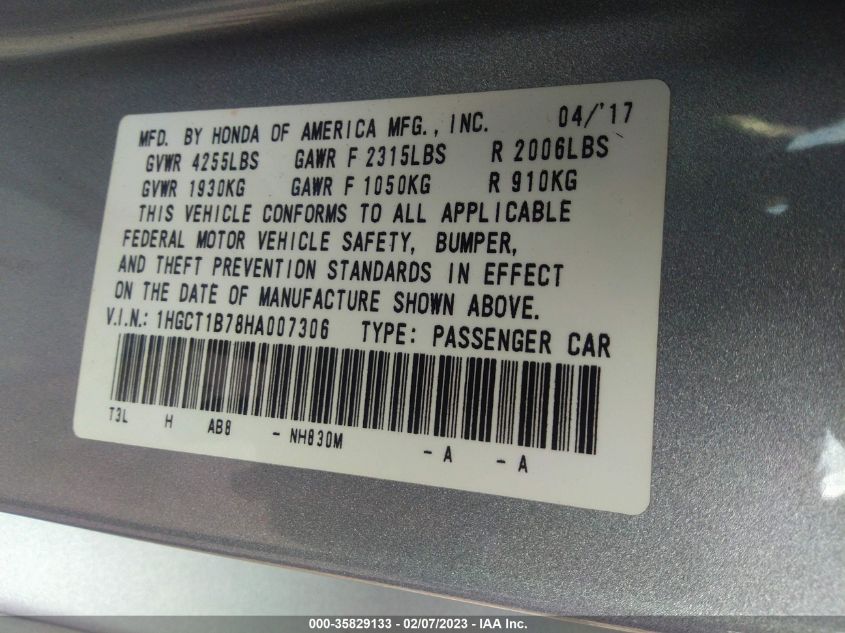 MFD. BY HONDA OF AMERICA MFG., INC. 04/'17
GVWR 4255LBS GAWR F 2315LBS R 2006LBS
GVWR 1930KG GAWR F 1050KG R 910KG
THIS VEHICLE CONFORMS TO ALL APPLICABLE
FEDERAL MOTOR VEHICLE SAFETY, BUMPER,
AND THEFT PREVENTION STANDARDS IN EFFECT
ON THE DATE OF MANUFACTURE SHOWN ABOVE.
V.I.N.: 1HGCT1B78HA007306 TYPE: PASSENGER CAR
T3L H AB8 - NH830M - A - A
000-35829133 - 02/07/2023 - IAA Inc.